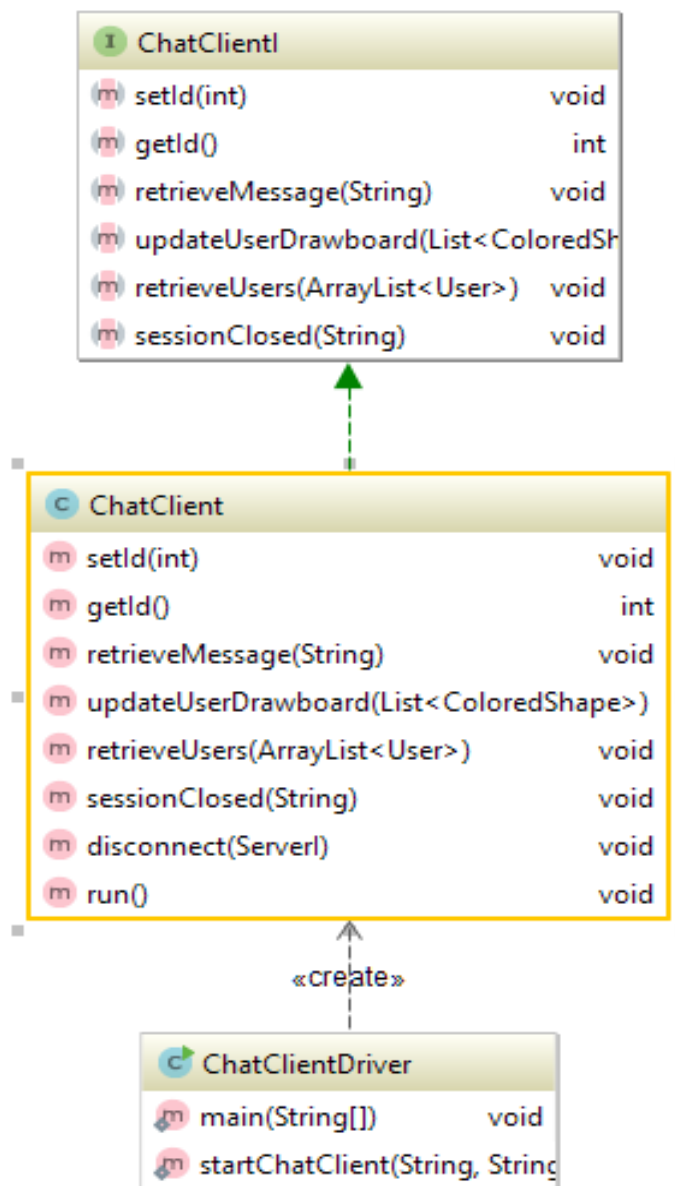 I ChatClientI
m setId(int) void
m getId() int
m retrieveMessage(String) void
m updateUserDrawboard(List<ColoredSh
m retrieveUsers(ArrayList<User>) void
m sessionClosed(String) void
C ChatClient
m setId(int) void
m getId() int
m retrieveMessage(String) void
m updateUserDrawboard(List<ColoredShape>)
m retrieveUsers(ArrayList<User>) void
m sessionClosed(String) void
m disconnect(ServerI) void
m run() void
«create»
C ChatClientDriver
m main(String[]) void
m startChatClient(String, String